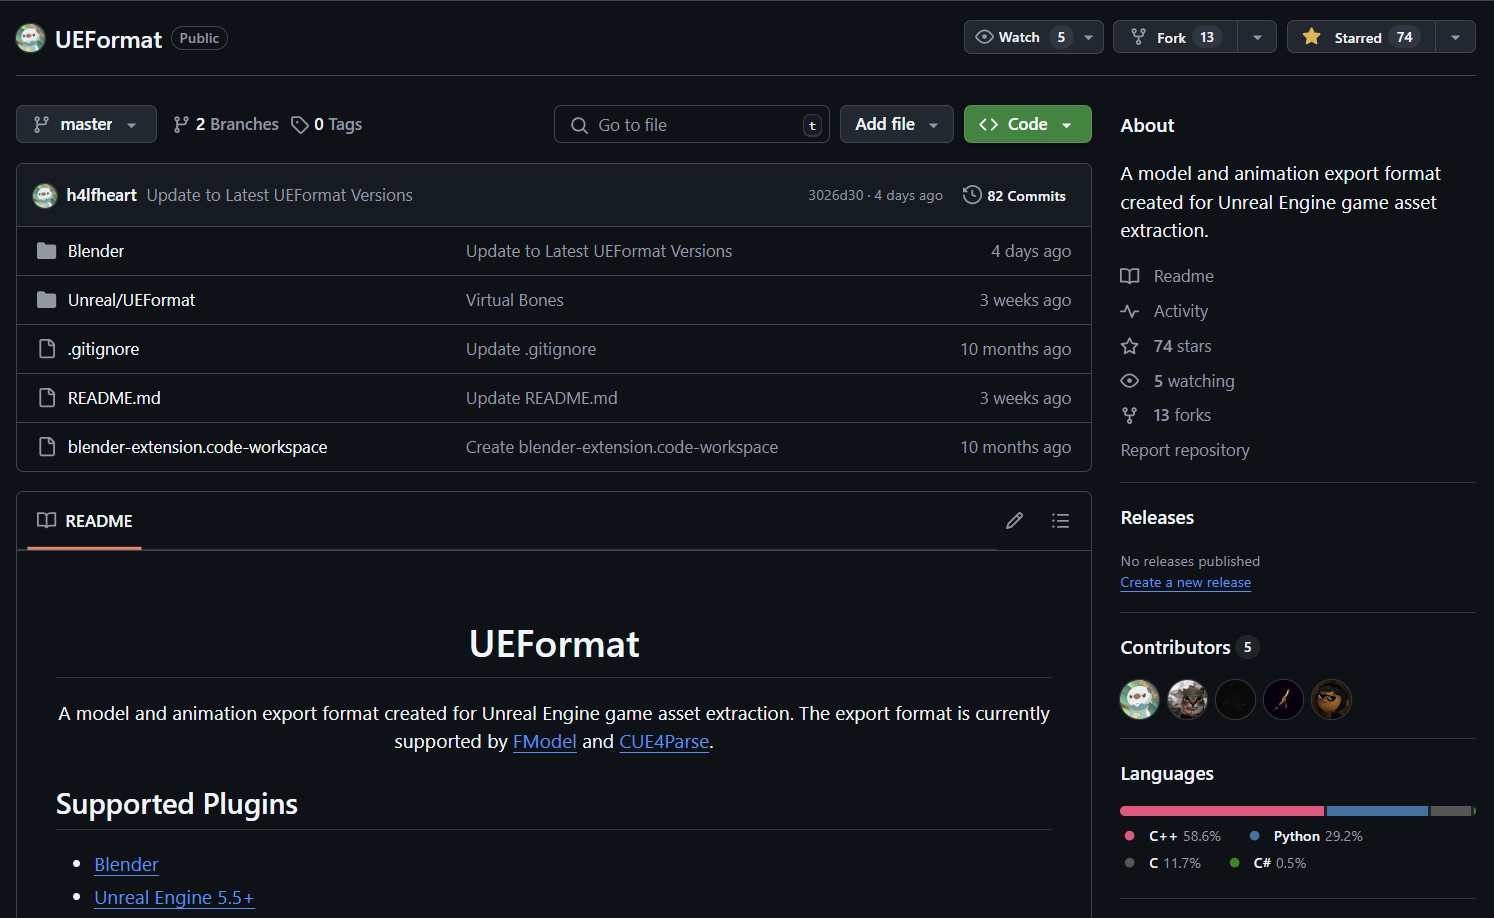 UEFormat Public
Watch 5 Fork 13 Starred 74
master 2 Branches 0 Tags Go to file t Add file Code
h4lfheart Update to Latest UEFormat Versions 3026d30 · 4 days ago 82 Commits
Blender Update to Latest UEFormat Versions 4 days ago
Unreal/UEFormat Virtual Bones 3 weeks ago
.gitignore Update .gitignore 10 months ago
README.md Update README.md 3 weeks ago
blender-extension.code-workspace Create blender-extension.code-workspace 10 months ago
README
UEFormat
A model and animation export format created for Unreal Engine game asset extraction. The export format is currently
supported by FModel and CUE4Parse.
Supported Plugins
Blender
Unreal Engine 5.5+
About
A model and animation export format
created for Unreal Engine game asset
extraction.
Readme
Activity
74 stars
5 watching
13 forks
Report repository
Releases
No releases published
Create a new release
Contributors 5
Languages
C++ 58.6% Python 29.2%
C 11.7% C# 0.5%